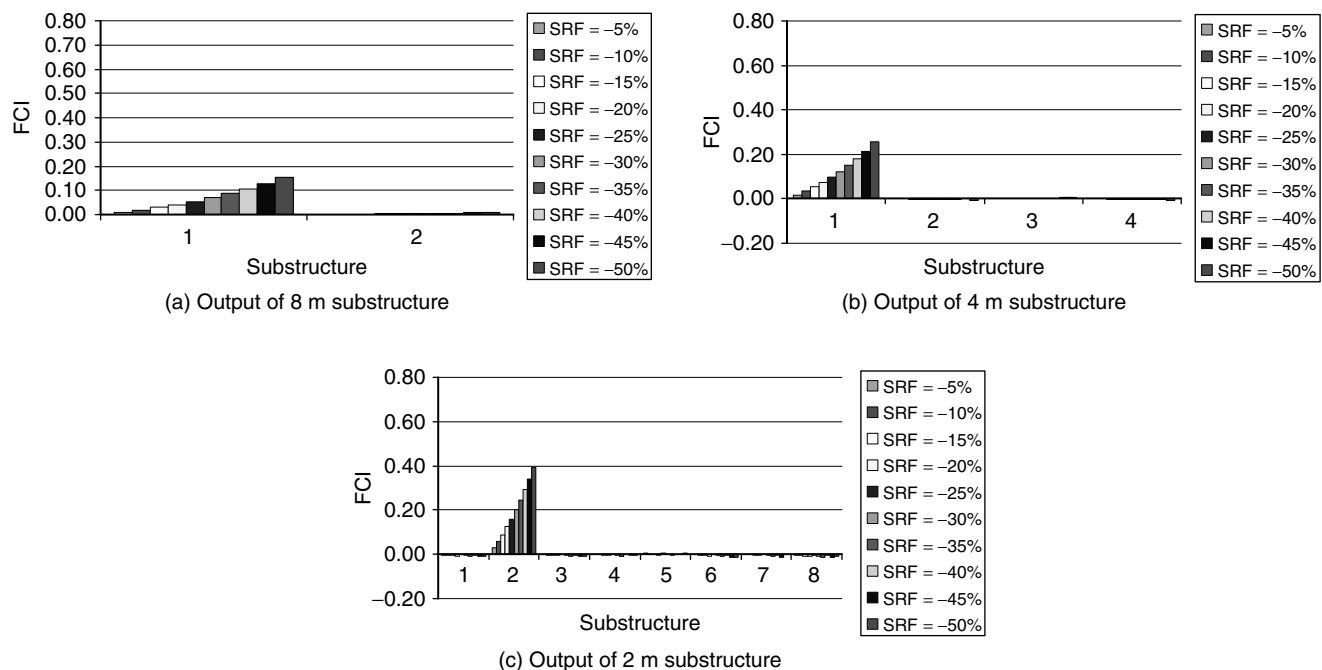 0.80
0.70
0.60
0.50
0.40
0.30
0.20
0.10
0.00
FCI
1 2
Substructure
SRF = −5%
SRF = −10%
SRF = −15%
SRF = −20%
SRF = −25%
SRF = −30%
SRF = −35%
SRF = −40%
SRF = −45%
SRF = −50%
(a) Output of 8 m substructure
0.80
0.60
0.40
0.20
0.00
−0.20
FCI
1 2 3 4
Substructure
SRF = −5%
SRF = −10%
SRF = −15%
SRF = −20%
SRF = −25%
SRF = −30%
SRF = −35%
SRF = −40%
SRF = −45%
SRF = −50%
(b) Output of 4 m substructure
0.80
0.60
0.40
0.20
0.00
−0.20
FCI
1 2 3 4 5 6 7 8
Substructure
SRF = −5%
SRF = −10%
SRF = −15%
SRF = −20%
SRF = −25%
SRF = −30%
SRF = −35%
SRF = −40%
SRF = −45%
SRF = −50%
(c) Output of 2 m substructure